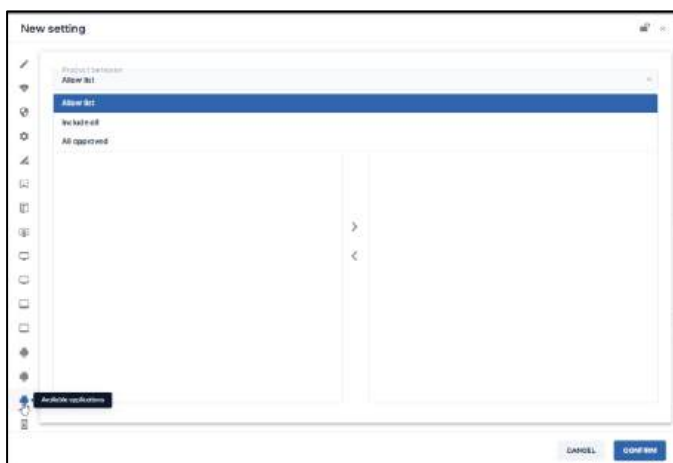 New setting
Product behavior
Allow list
Allow list
Include all
All approved
Available applications
CANCEL
CONFIRM